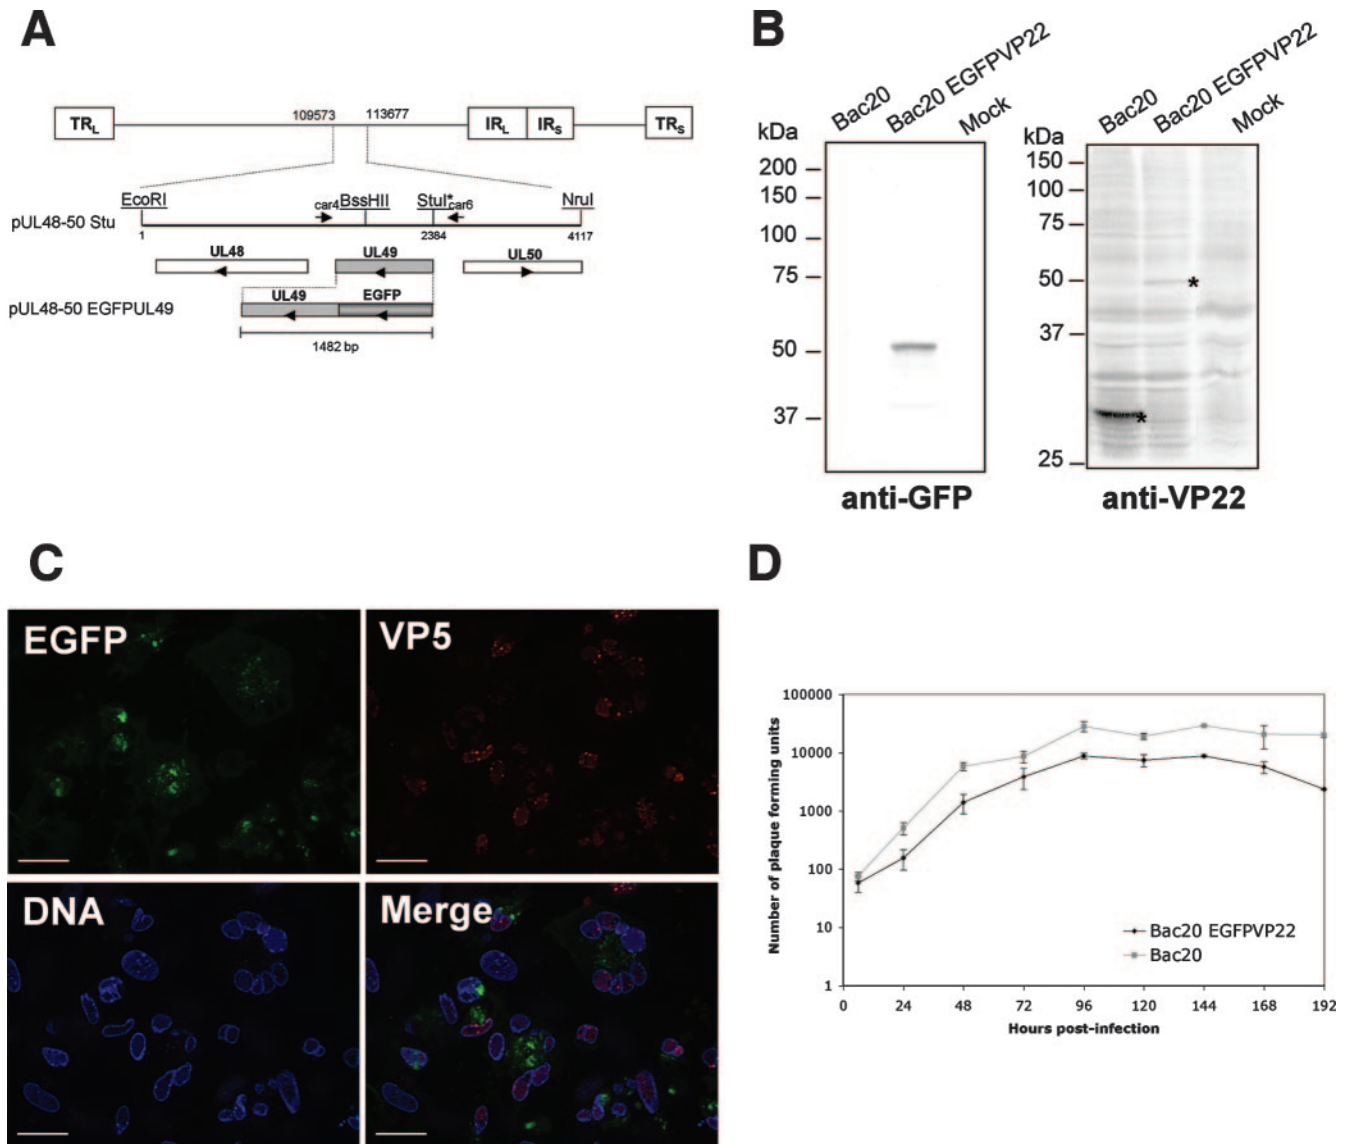 A
TRL
109573
113677
IRL
IRS
TRS
EcoRI
car4
BssHII
StuI*
car6
NruI
pUL48-50 Stu
1
2384
4117
UL48
UL49
UL50
pUL48-50 EGFPUL49
UL49
EGFP
1482 bp
B
Bac20
Bac20 EGFPVP22
Mock
kDa
200
150
100
75
50
37
anti-GFP
Bac20
Bac20 EGFPVP22
Mock
kDa
150
100
75
50
*
37
*
25
anti-VP22
C
EGFP
VP5
DNA
Merge
D
Number of plaque forming units
100000
10000
1000
100
10
1
Bac20 EGFPVP22
Bac20
0 24 48 72 96 120 144 168 192
Hours post-infection